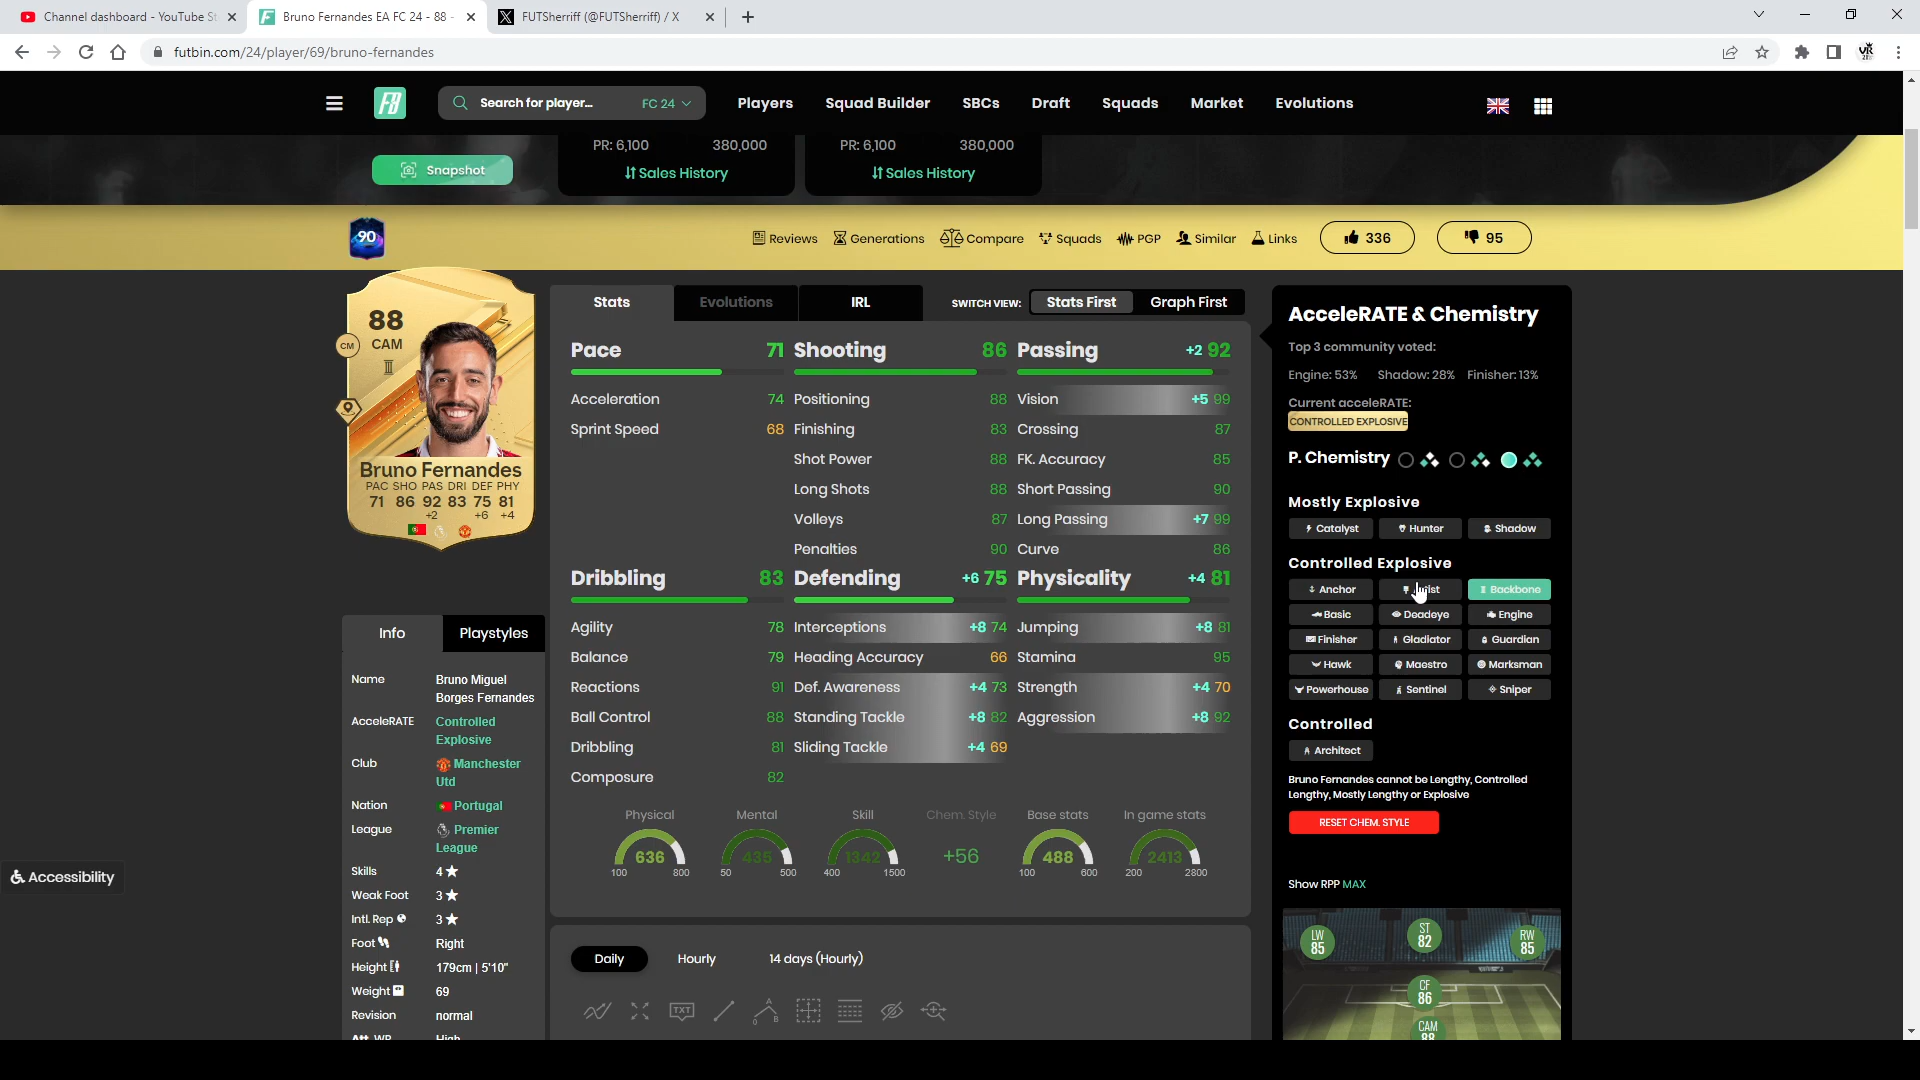 Channel dashboard - YouTube St
Bruno Fernandes EA FC 24 - 88 -
FUTSherriff (@FUTSherriff) / X
futbin.com/24/player/69/bruno-fernandes
Search for player...
FC 24
Players
Squad Builder
SBCs
Draft
Squads
Market
Evolutions
Snapshot
PR: 6,100
380,000
Sales History
PR: 6,100
380,000
Sales History
90
Reviews
Generations
Compare
Squads
PGP
Similar
Links
336
95
88
CAM
CM
Bruno Fernandes
PAC SHO PAS DRI DEF PHY
71 86 92 83 75 81
+2 +6 +4
Stats
Evolutions
IRL
SWITCH VIEW:
Stats First
Graph First
Pace 71
Acceleration 74
Sprint Speed 68
Shooting 86
Positioning 88
Finishing 83
Shot Power 88
Long Shots 88
Volleys 87
Penalties 90
Passing +2 92
Vision +5 99
Crossing 87
FK. Accuracy 85
Short Passing 90
Long Passing +7 99
Curve 86
Dribbling 83
Agility 78
Balance 79
Reactions 91
Ball Control 88
Dribbling 81
Composure 82
Defending +6 75
Interceptions +8 74
Heading Accuracy 66
Def. Awareness +4 73
Standing Tackle +8 82
Sliding Tackle +4 69
Physicality +4 81
Jumping +8 81
Stamina 95
Strength +4 70
Aggression +8 92
Physical
636
100 800
Mental
435
50 500
Skill
1342
400 1500
Chem. Style
+56
Base stats
488
100 600
In game stats
2413
200 2800
Daily
Hourly
14 days (Hourly)
TXT
Info
Playstyles
Name
Bruno Miguel
Borges Fernandes
AcceleRATE
Controlled
Explosive
Club
Manchester
Utd
Nation
Portugal
League
Premier
League
Skills
4
Weak Foot
3
Intl. Rep
3
Foot
Right
Height
179cm | 5'10"
Weight
69
Revision
normal
Att. WR
High
Accessibility
AcceleRATE & Chemistry
Top 3 community voted:
Engine: 53% Shadow: 28% Finisher: 13%
Current acceleRATE:
CONTROLLED EXPLOSIVE
P. Chemistry
Mostly Explosive
Catalyst
Hunter
Shadow
Controlled Explosive
Anchor
Backbone
Basic
Deadeye
Engine
Finisher
Gladiator
Guardian
Hawk
Maestro
Marksman
Powerhouse
Sentinel
Sniper
Controlled
Architect
Bruno Fernandes cannot be Lengthy, Controlled
Lengthy, Mostly Lengthy or Explosive
RESET CHEM. STYLE
Show RPP MAX
LW
85
ST
82
RW
85
CF
86
CAM
88